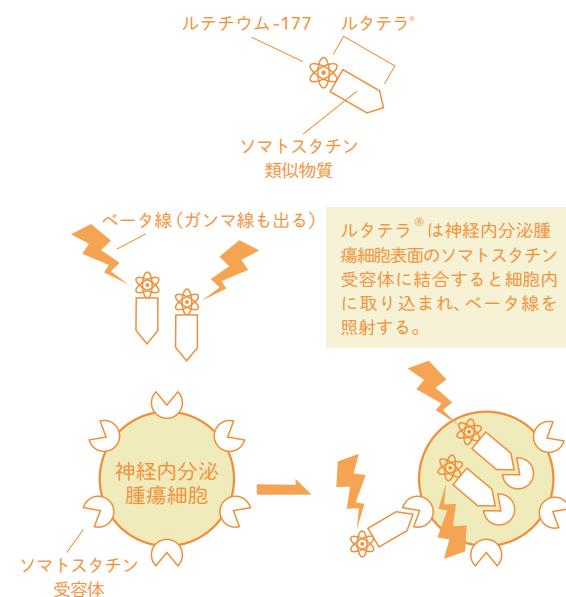 ルテチウム-177
ルタテラ®
ソマトスタチン
類似物質
ベータ線(ガンマ線も出る)
ルタテラ®は神経内分泌腫
瘍細胞表面のソマトスタチン
受容体に結合すると細胞内
に取り込まれ、ベータ線を
照射する。
神経内分泌
腫瘍細胞
ソマトスタチン
受容体